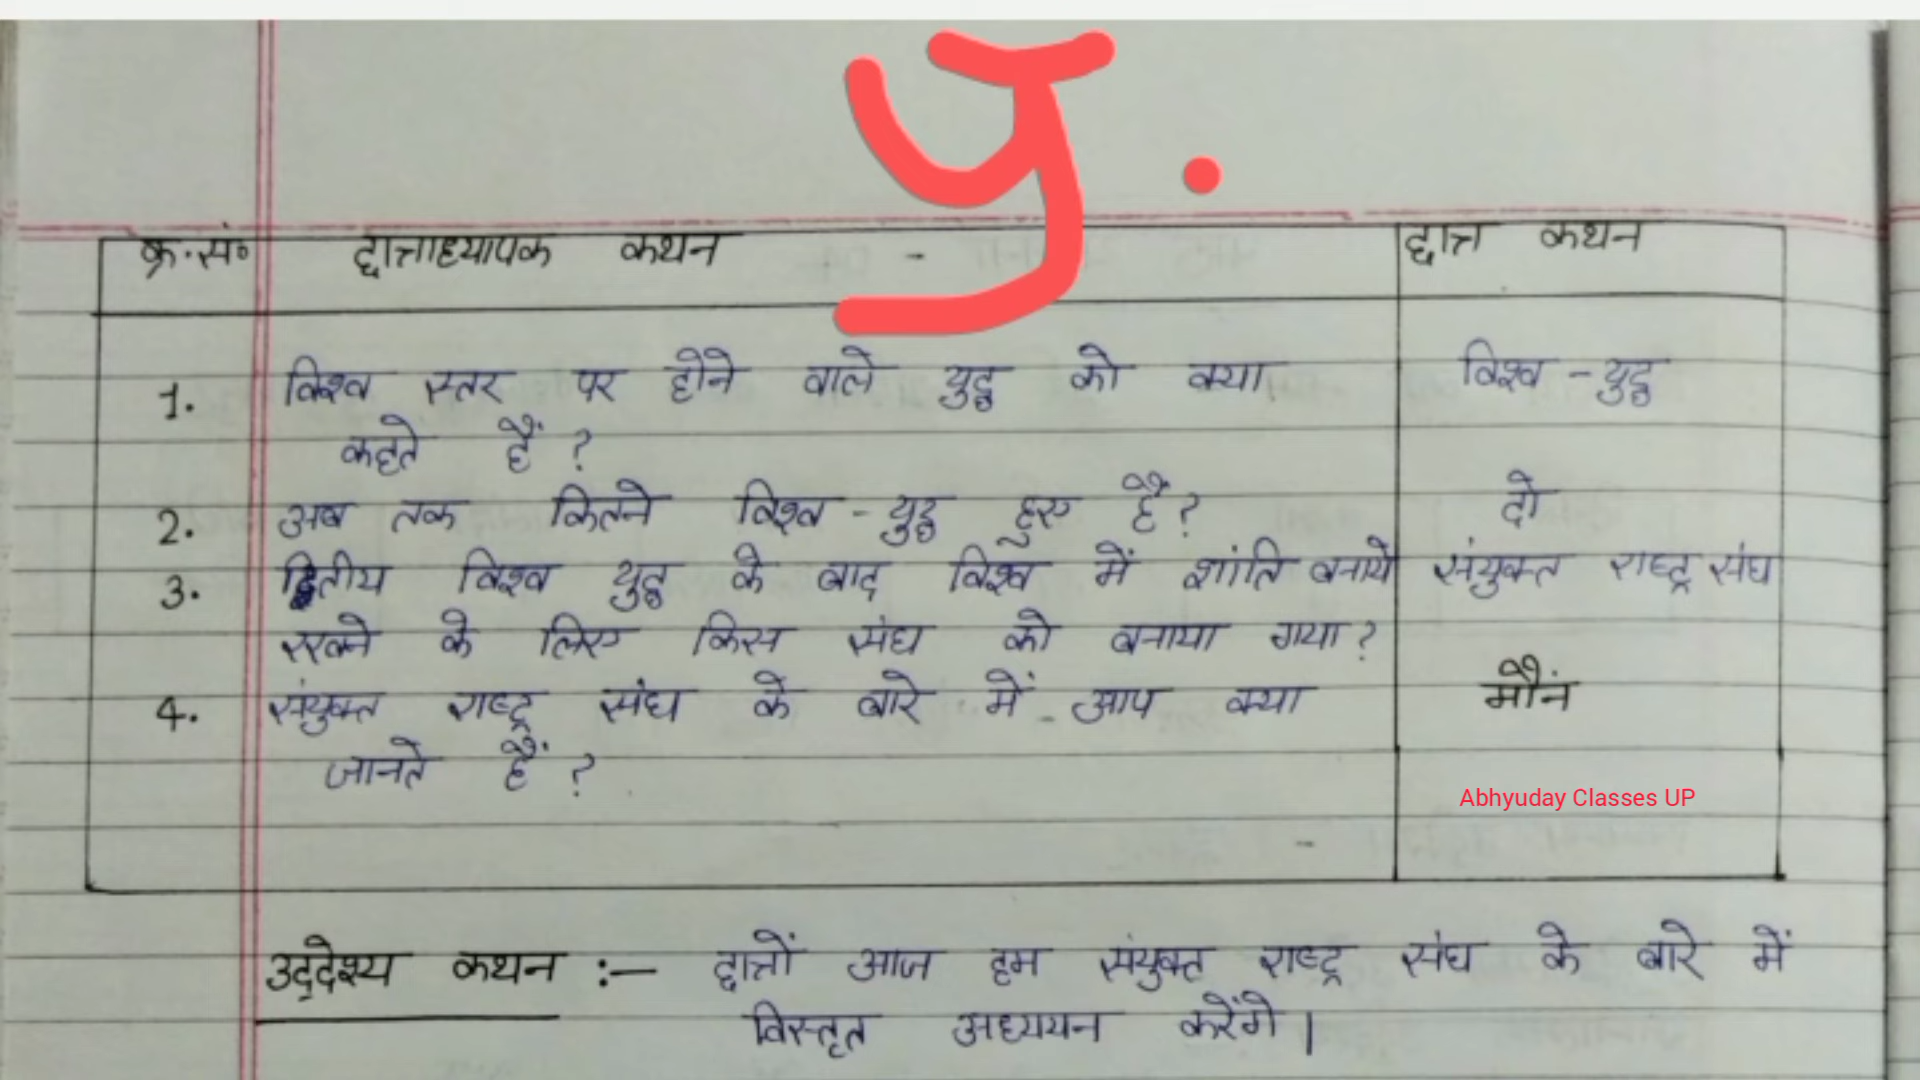 पु.
क्र.सं० छात्राध्यापक कथन - छात्र कथन
1. विश्व स्तर पर होने वाले युद्ध को क्या विश्व-युद्ध
कहते हैं ?
2. अब तक कितने विश्व-युद्ध हुए हैं? दो
3. द्वितीय विश्व युद्ध के बाद विश्व में शांति बनाये संयुक्त राष्ट्र संघ
रखने के लिए किस संघ को बनाया गया?
4. संयुक्त राष्ट्र संघ के बारे में आप क्या मौन
जानते हैं ?
Abhyuday Classes UP
उद्देश्य कथन :— छात्रों आज हम संयुक्त राष्ट्र संघ के बारे में
विस्तृत अध्ययन करेंगे।